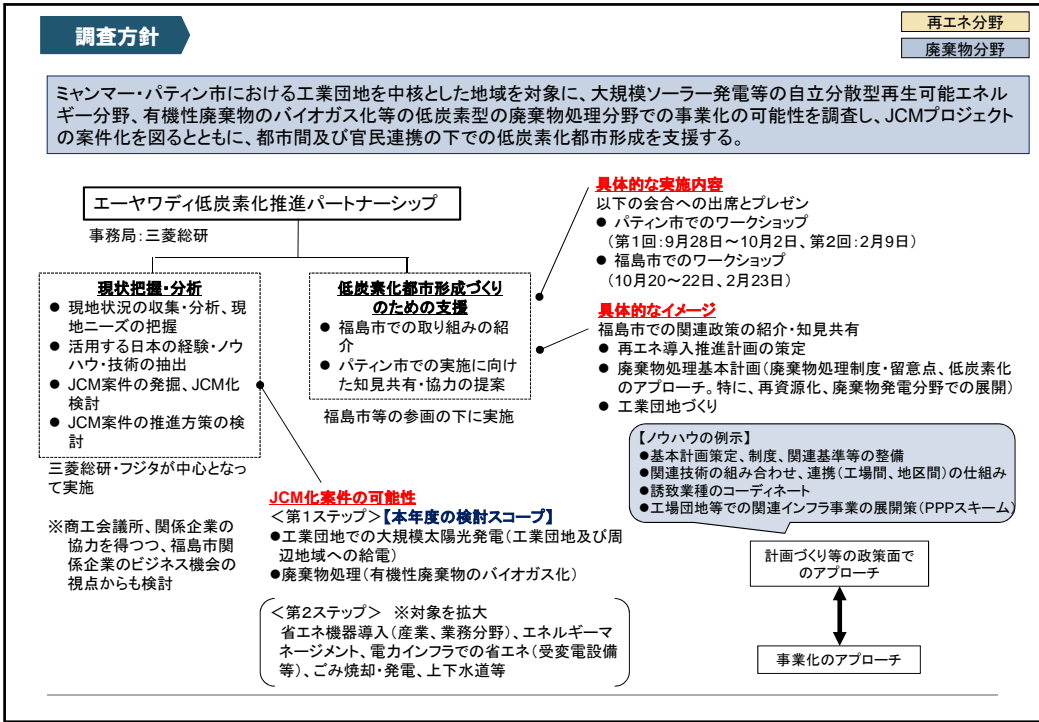 調査方針
再エネ分野
廃棄物分野
ミャンマー・パティン市における工業団地を中核とした地域を対象に、大規模ソーラー発電等の自立分散型再生可能エネル
ギー分野、有機性廃棄物のバイオガス化等の低炭素型の廃棄物処理分野での事業化の可能性を調査し、JCMプロジェクト
の案件化を図るとともに、都市間及び官民連携の下での低炭素化都市形成を支援する。
エーヤワディ低炭素化推進パートナーシップ
事務局：三菱総研
現状把握・分析
● 現地状況の収集・分析、現
地ニーズの把握
● 活用する日本の経験・ノウ
ハウ・技術の抽出
● JCM案件の発掘、JCM化
検討
● JCM案件の推進方策の検
討
三菱総研・フジタが中心となっ
て実施
※商工会議所、関係企業の
協力を得つつ、福島市関
係企業のビジネス機会の
視点からも検討
低炭素化都市形成づくり
のための支援
● 福島市での取り組みの紹
介
● パティン市での実施に向け
た知見共有・協力の提案
福島市等の参画の下に実施
具体的な実施内容
以下の会合への出席とプレゼン
● パティン市でのワークショップ
（第1回：9月28日～10月2日、第2回：2月9日）
● 福島市でのワークショップ
（10月20～22日、2月23日）
具体的なイメージ
福島市での関連政策の紹介・知見共有
● 再エネ導入推進計画の策定
● 廃棄物処理基本計画（廃棄物処理制度・留意点、低炭素化
のアプローチ。特に、再資源化、廃棄物発電分野での展開）
● 工業団地づくり
【ノウハウの例示】
●基本計画策定、制度、関連基準等の整備
●関連技術の組み合わせ、連携（工場間、地区間）の仕組み
●誘致業種のコーディネート
●工場団地等での関連インフラ事業の展開策（PPPスキーム）
JCM化案件の可能性
＜第1ステップ＞【本年度の検討スコープ】
●工業団地での大規模太陽光発電（工業団地及び周
辺地域への給電）
●廃棄物処理（有機性廃棄物のバイオガス化）
＜第2ステップ＞ ※対象を拡大
省エネ機器導入（産業、業務分野）、エネルギーマ
ネージメント、電力インフラでの省エネ（受変電設備
等）、ごみ焼却・発電、上下水道等
計画づくり等の政策面で
のアプローチ
事業化のアプローチ